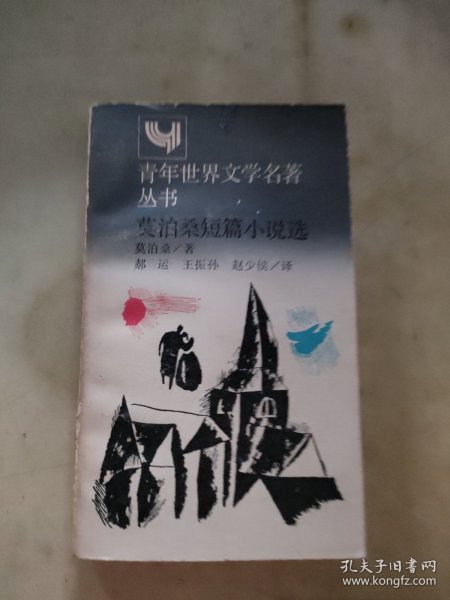 青年世界文学名著
丛书
莫泊桑短篇小说选
莫泊桑／著
郝 运 王振孙 赵少侯／译
孔夫子旧书网
www.kongfz.com